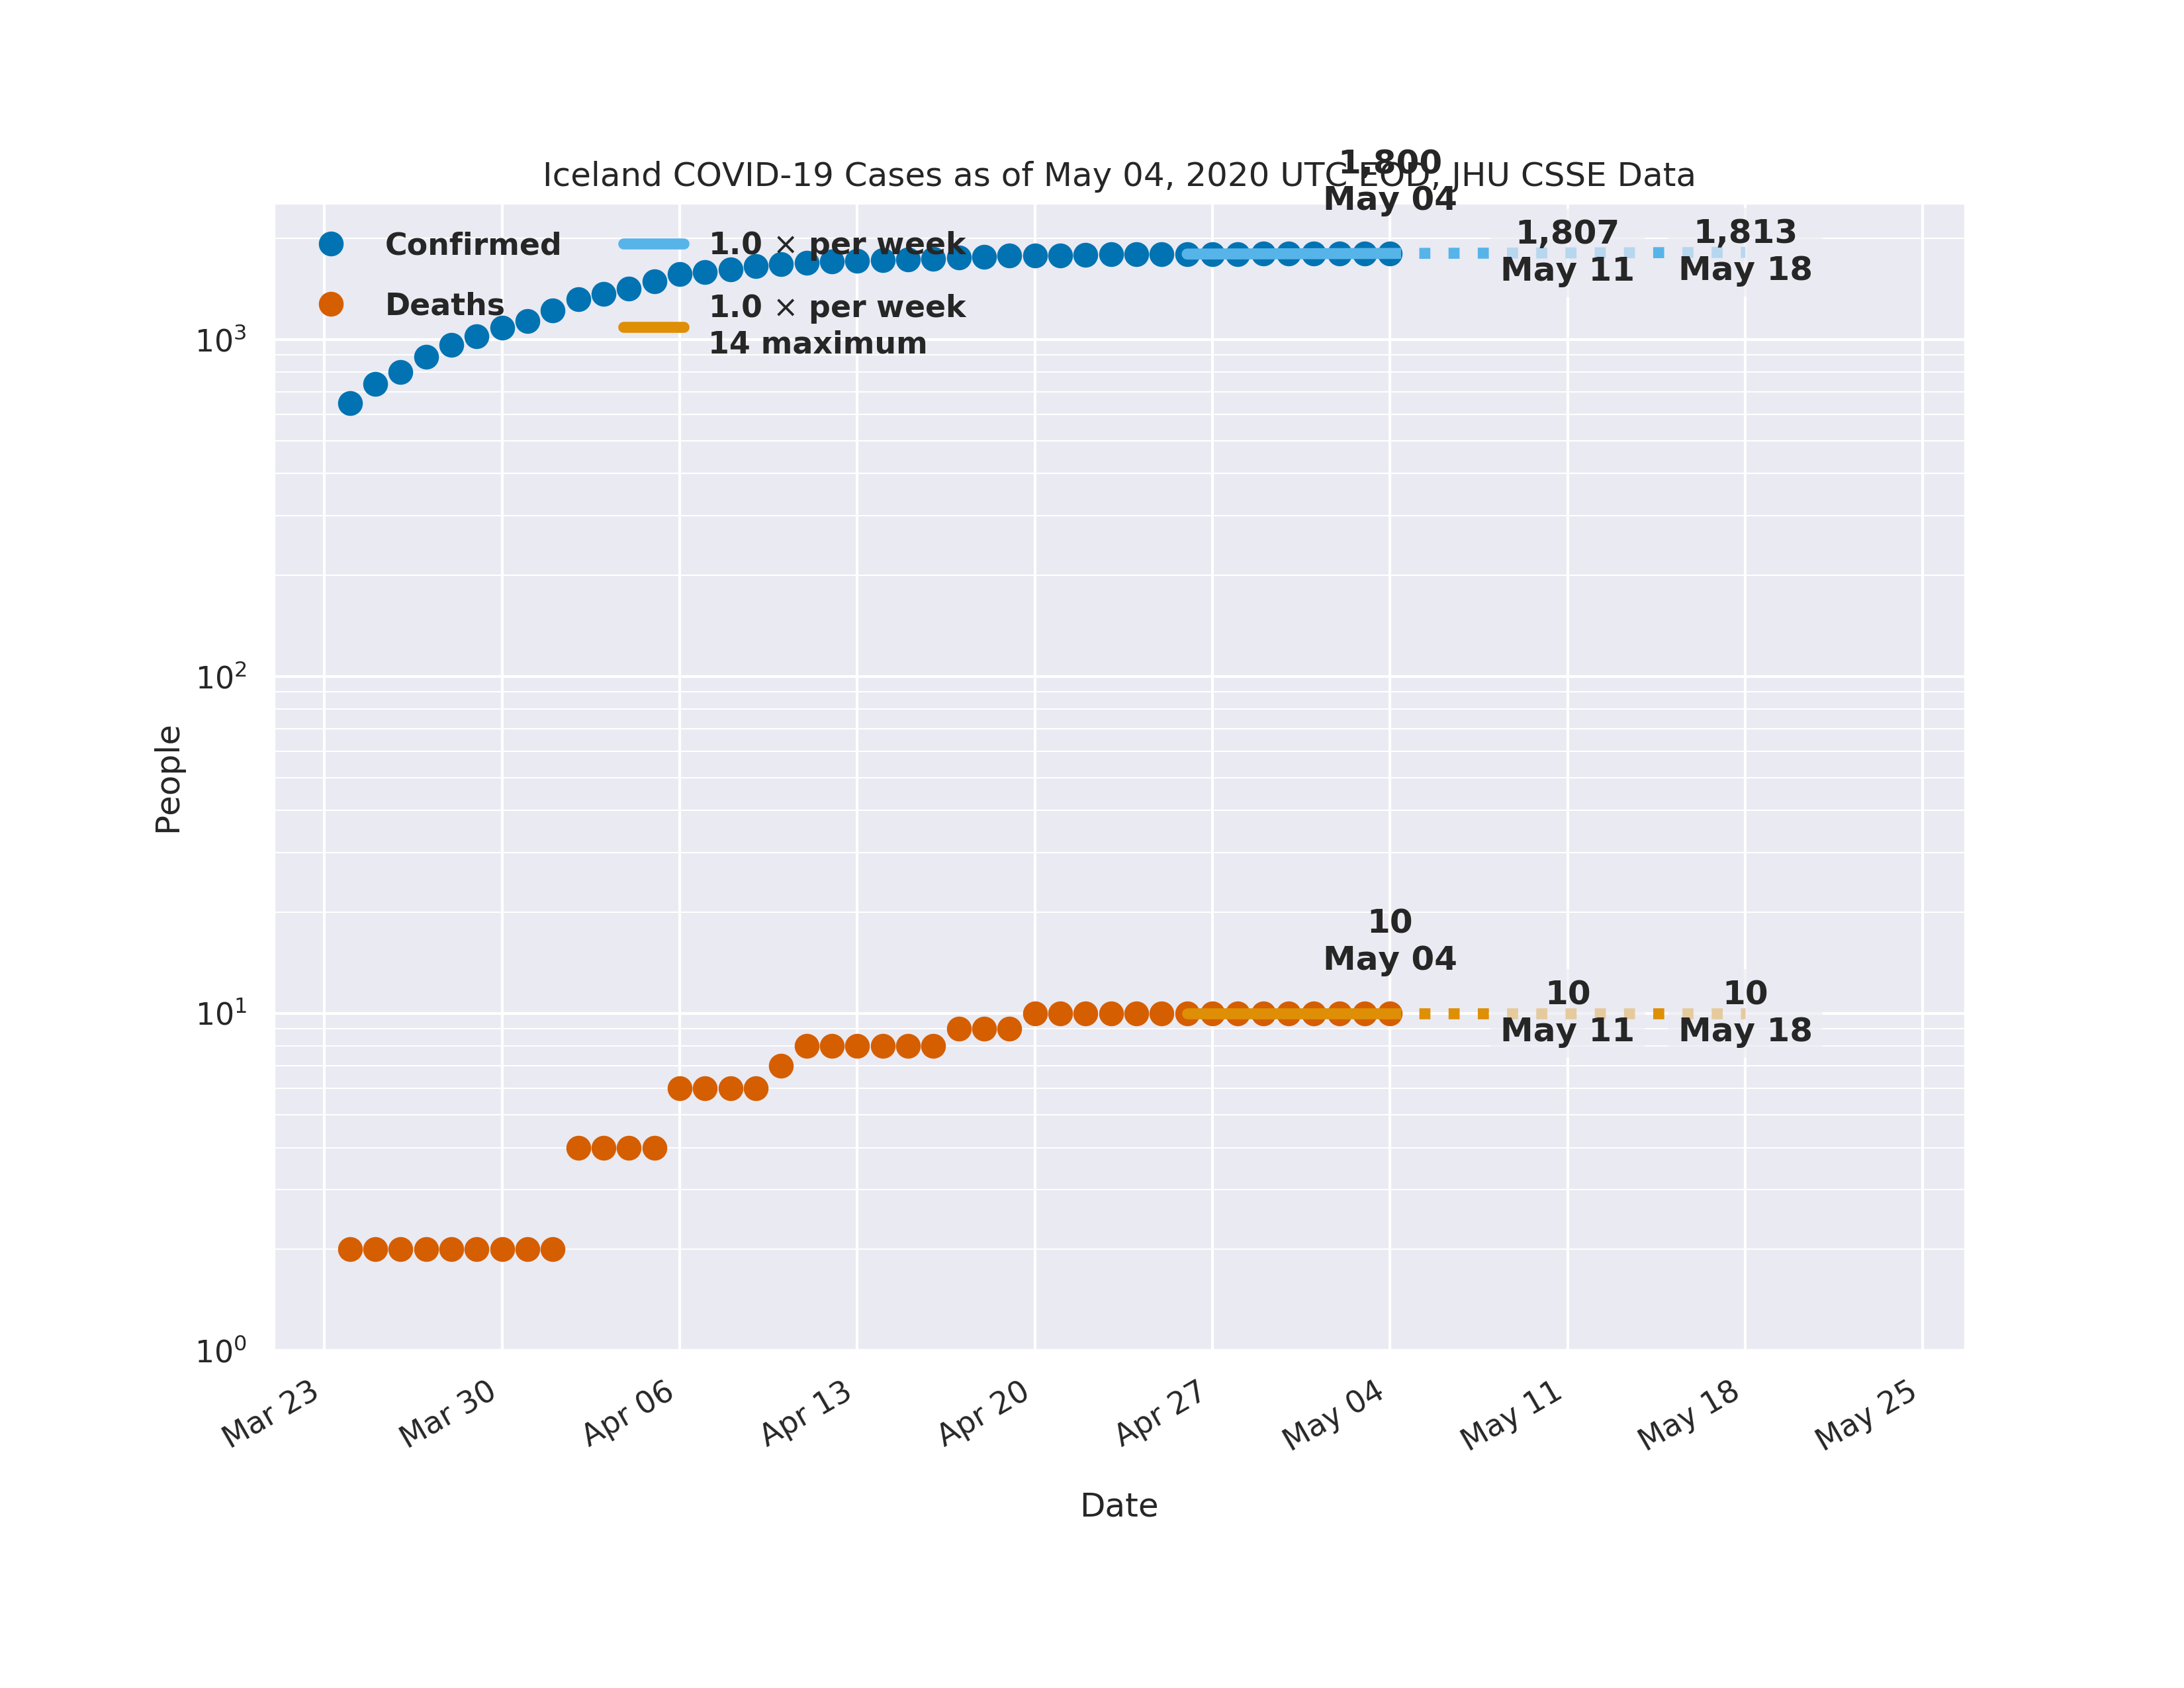 Iceland COVID-19 Cases as of May 04, 2020 UTC EOD, JHU CSSE Data
1,800
May 04
1,807
May 11
1,813
May 18
Confirmed
Deaths
1.0 × per week
1.0 × per week
14 maximum
10
May 04
10
May 11
10
May 18
People
10³
10²
10¹
10⁰
Mar 23
Mar 30
Apr 06
Apr 13
Apr 20
Apr 27
May 04
May 11
May 18
May 25
Date